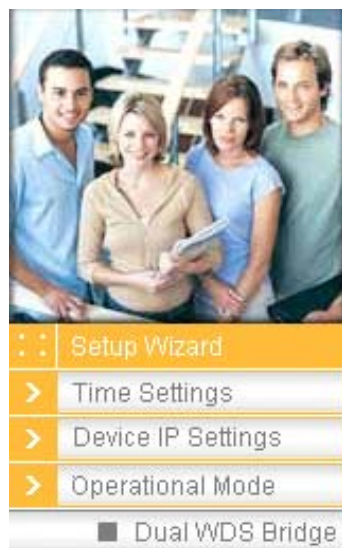 Setup Wizard
Time Settings
Device IP Settings
Operational Mode
Dual WDS Bridge